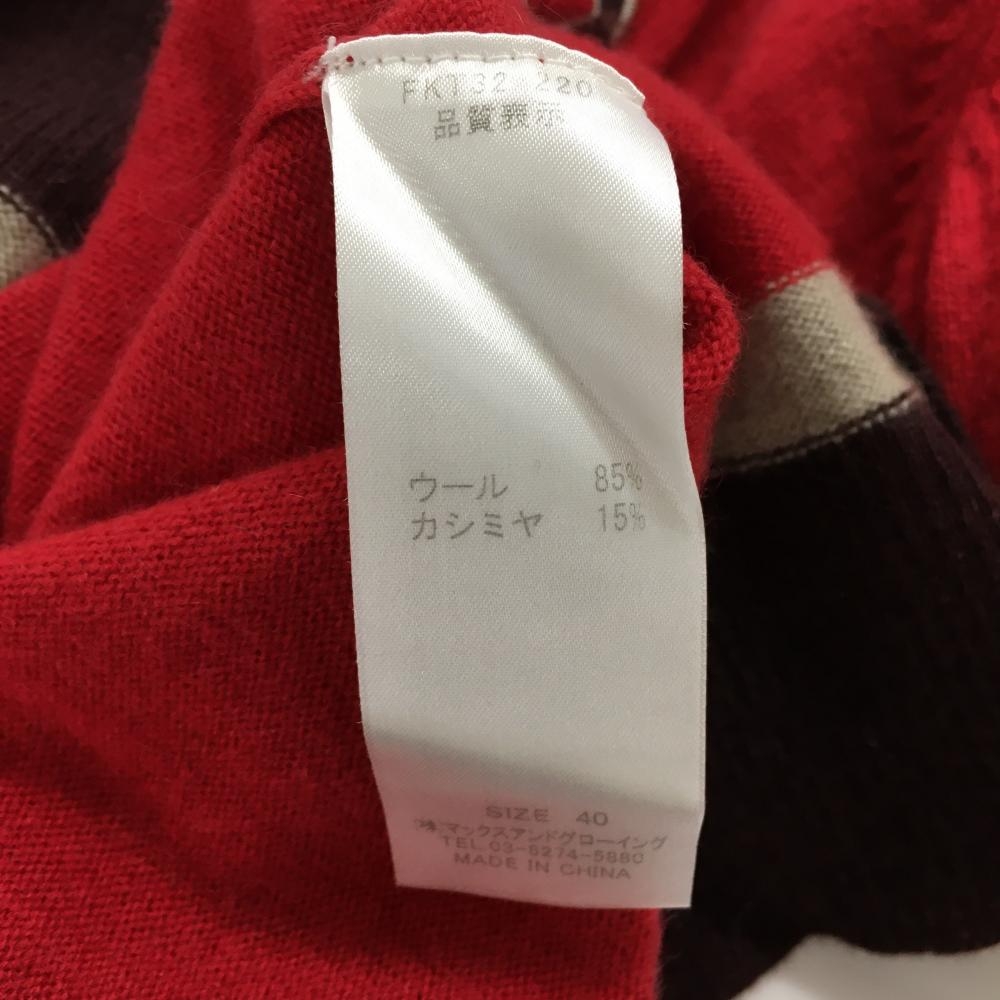 FKT32 220
品質表示
ウール 85%
カシミヤ 15%
SIZE 40
㈱マックスアンドグローイング
TEL.03-8274-5880
MADE IN CHINA